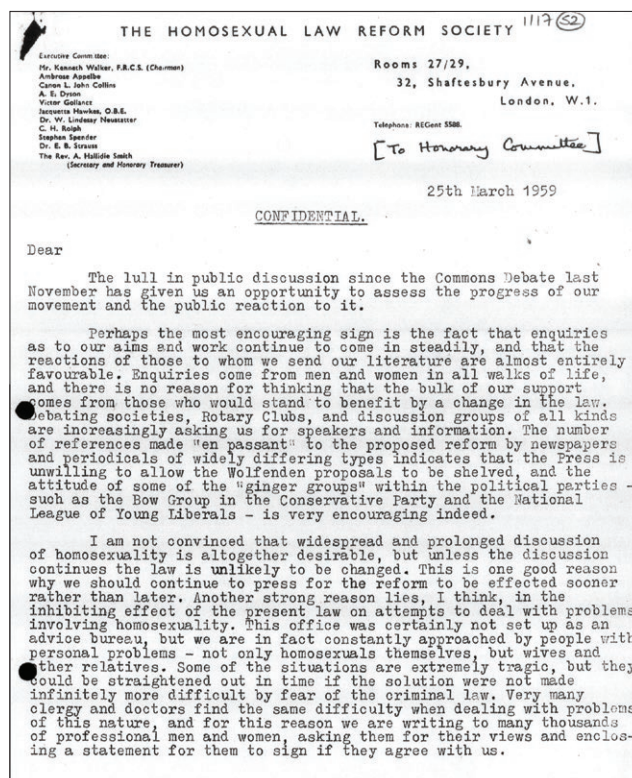 1/17 52
THE HOMOSEXUAL LAW REFORM SOCIETY
Executive Committee:
Mr. Kenneth Walker, F.R.C.S. (Chairman)
Ambrose Appelbe
Canon L. John Collins
A. E. Dyson
Victor Gollancz
Jacquetta Hawkes, O.B.E.
Dr. W. Lindesay Neustatter
C. H. Rolph
Stephen Spender
Dr. E. B. Strauss
The Rev. A. Hallidie Smith
(Secretary and Honorary Treasurer)
Rooms 27/29,
32, Shaftesbury Avenue,
London, W.1.
Telephone: REGent 5588.
[To Honorary Committee]
25th March 1959
CONFIDENTIAL.
Dear
The lull in public discussion since the Commons Debate last
November has given us an opportunity to assess the progress of our
movement and the public reaction to it.
Perhaps the most encouraging sign is the fact that enquiries
as to our aims and work continue to come in steadily, and that the
reactions of those to whom we send our literature are almost entirely
favourable. Enquiries come from men and women in all walks of life,
and there is no reason for thinking that the bulk of our support
comes from those who would stand to benefit by a change in the law.
Debating societies, Rotary Clubs, and discussion groups of all kinds
are increasingly asking us for speakers and information. The number
of references made "en passant" to the proposed reform by newspapers
and periodicals of widely differing types indicates that the Press is
unwilling to allow the Wolfenden proposals to be shelved, and the
attitude of some of the "ginger groups" within the political parties -
such as the Bow Group in the Conservative Party and the National
League of Young Liberals - is very encouraging indeed.
I am not convinced that widespread and prolonged discussion
of homosexuality is altogether desirable, but unless the discussion
continues the law is unlikely to be changed. This is one good reason
why we should continue to press for the reform to be effected sooner
rather than later. Another strong reason lies, I think, in the
inhibiting effect of the present law on attempts to deal with problems
involving homosexuality. This office was certainly not set up as an
advice bureau, but we are in fact constantly approached by people with
personal problems - not only homosexuals themselves, but wives and
other relatives. Some of the situations are extremely tragic, but they
could be straightened out in time if the solution were not made
infinitely more difficult by fear of the criminal law. Very many
clergy and doctors find the same difficulty when dealing with problems
of this nature, and for this reason we are writing to many thousands
of professional men and women, asking them for their views and enclos-
ing a statement for them to sign if they agree with us.